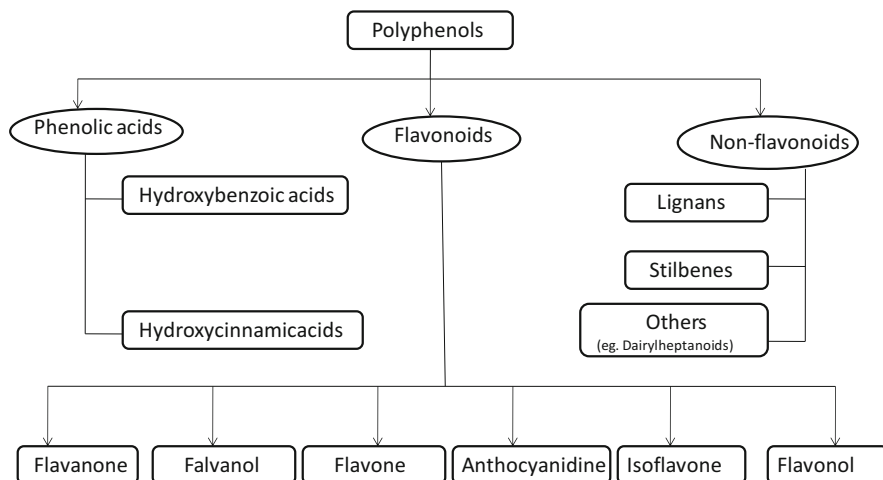 Polyphenols
Phenolic acids
Flavonoids
Non-flavonoids
Hydroxybenzoic acids
Hydroxycinnamicacids
Lignans
Stilbenes
Others
(eg. Dairylheptanoids)
Flavanone
Falvanol
Flavone
Anthocyanidine
Isoflavone
Flavonol